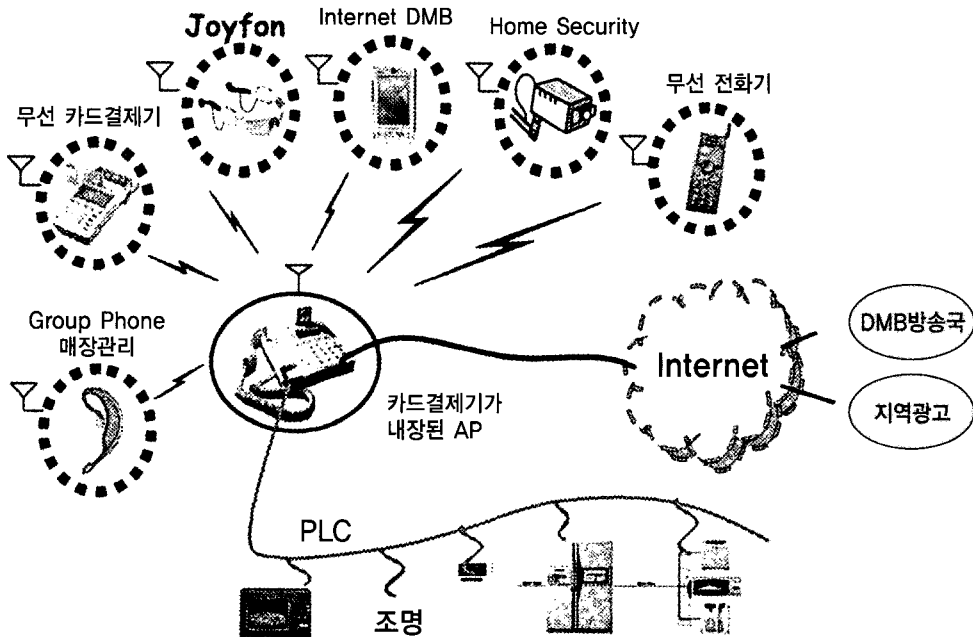 Joyfon
Internet DMB
Home Security
무선 전화기
무선 카드결제기
Group Phone
매장관리
카드결제기가
내장된 AP
Internet
DMB방송국
지역광고
PLC
조명